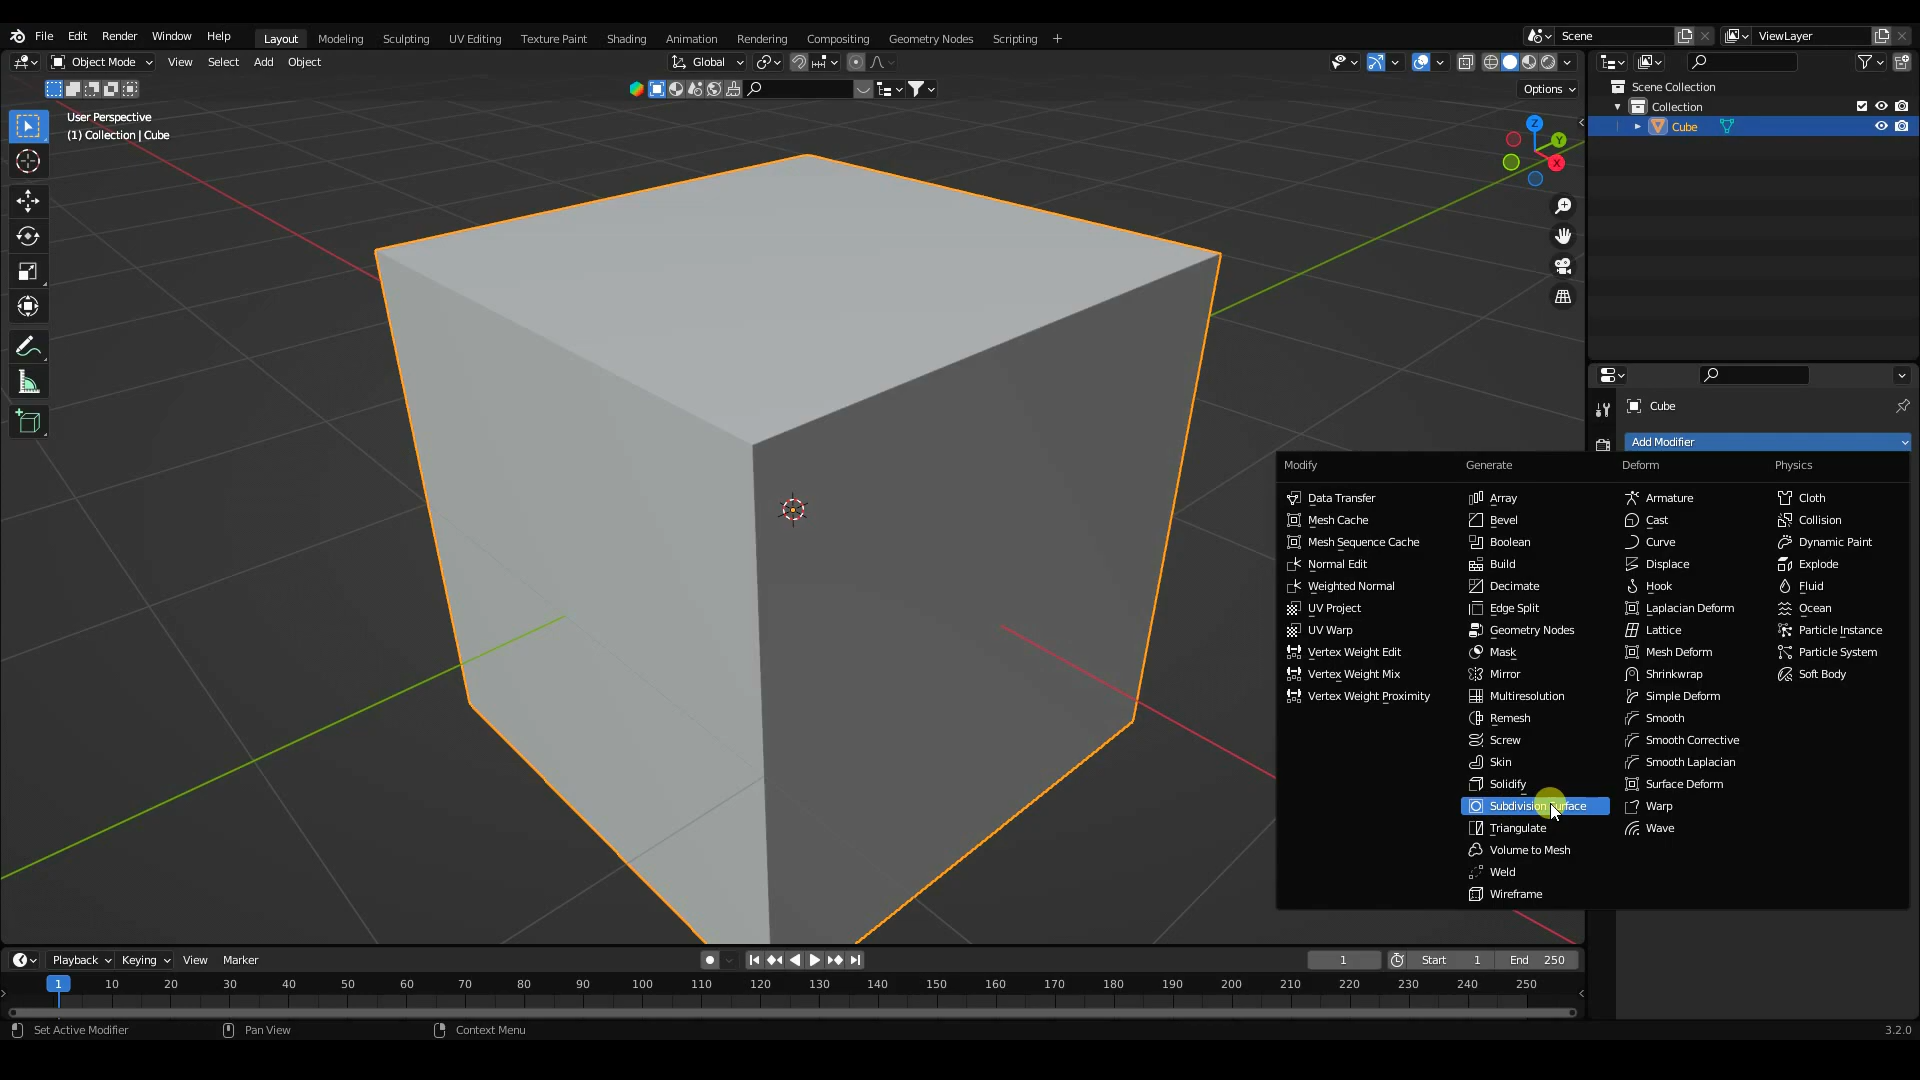 File Edit Render Window Help Layout Modeling Sculpting UV Editing Texture Paint Shading Animation Rendering Compositing Geometry Nodes Scripting + Scene ViewLayer
Object Mode View Select Add Object Global
Options
User Perspective
(1) Collection | Cube
Z
Y
X
Scene Collection
Collection
Cube
Cube
Add Modifier
Modify Generate Deform Physics
Data Transfer Array Armature Cloth
Mesh Cache Bevel Cast Collision
Mesh Sequence Cache Boolean Curve Dynamic Paint
Normal Edit Build Displace Explode
Weighted Normal Decimate Hook Fluid
UV Project Edge Split Laplacian Deform Ocean
UV Warp Geometry Nodes Lattice Particle Instance
Vertex Weight Edit Mask Mesh Deform Particle System
Vertex Weight Mix Mirror Shrinkwrap Soft Body
Vertex Weight Proximity Multiresolution Simple Deform
Remesh Smooth
Screw Smooth Corrective
Skin Smooth Laplacian
Solidify Surface Deform
Subdivision Surface Warp
Triangulate Wave
Volume to Mesh
Weld
Wireframe
Playback Keying View Marker 1 Start 1 End 250
1 10 20 30 40 50 60 70 80 90 100 110 120 130 140 150 160 170 180 190 200 210 220 230 240 250
Set Active Modifier Pan View Context Menu 3.2.0